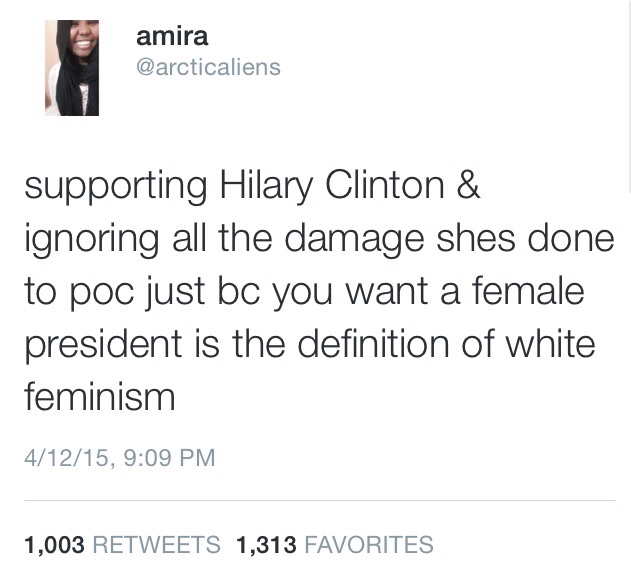 amira
@arcticaliens
supporting Hilary Clinton &
ignoring all the damage shes done
to poc just bc you want a female
president is the definition of white
feminism
4/12/15, 9:09 PM
1,003 RETWEETS 1,313 FAVORITES